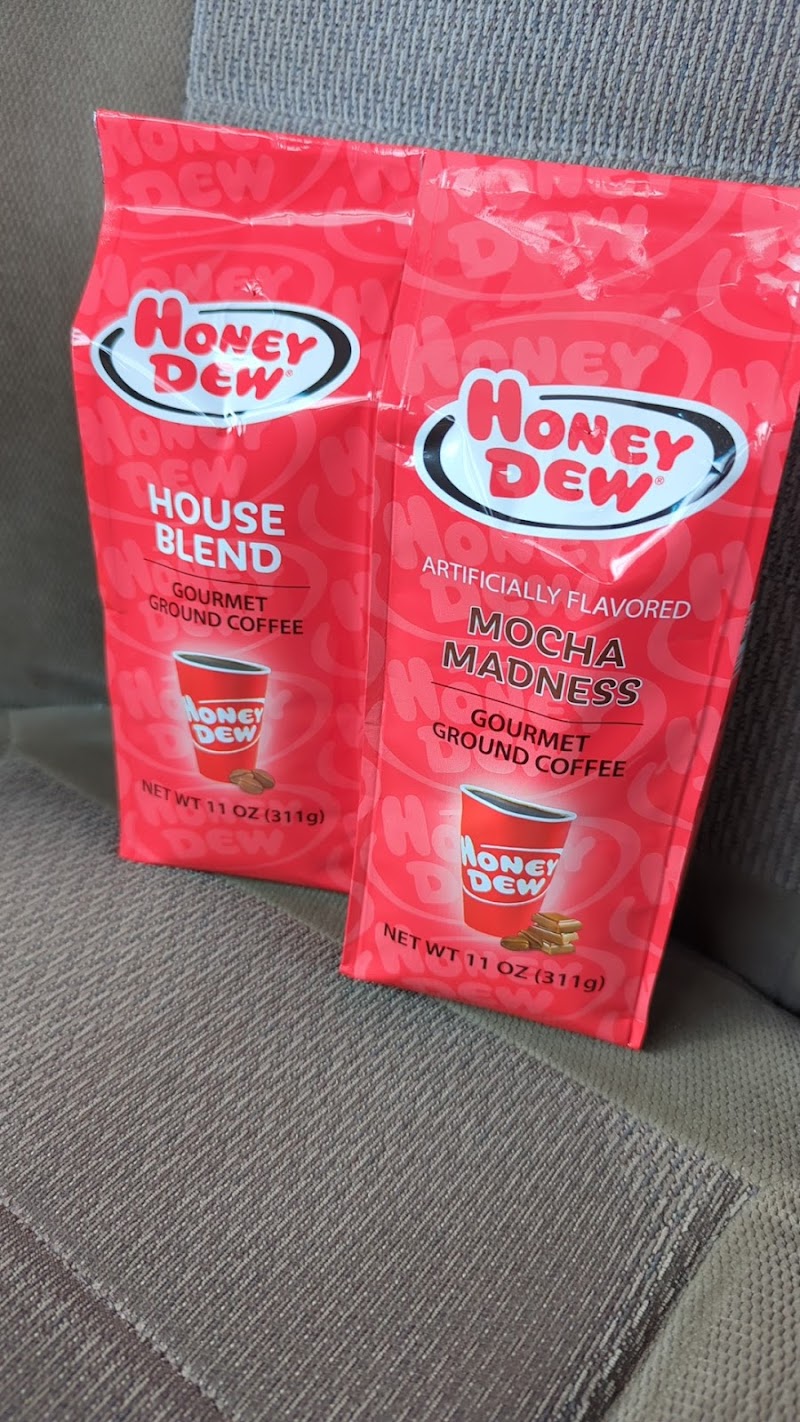 HONEY
DEW®
HOUSE
BLEND
GOURMET
GROUND COFFEE
HONEY
DEW
NET WT 11 OZ (311g)
HONEY
DEW®
ARTIFICIALLY FLAVORED
MOCHA
MADNESS
GOURMET
GROUND COFFEE
HONEY
DEW
NET WT 11 OZ (311g)